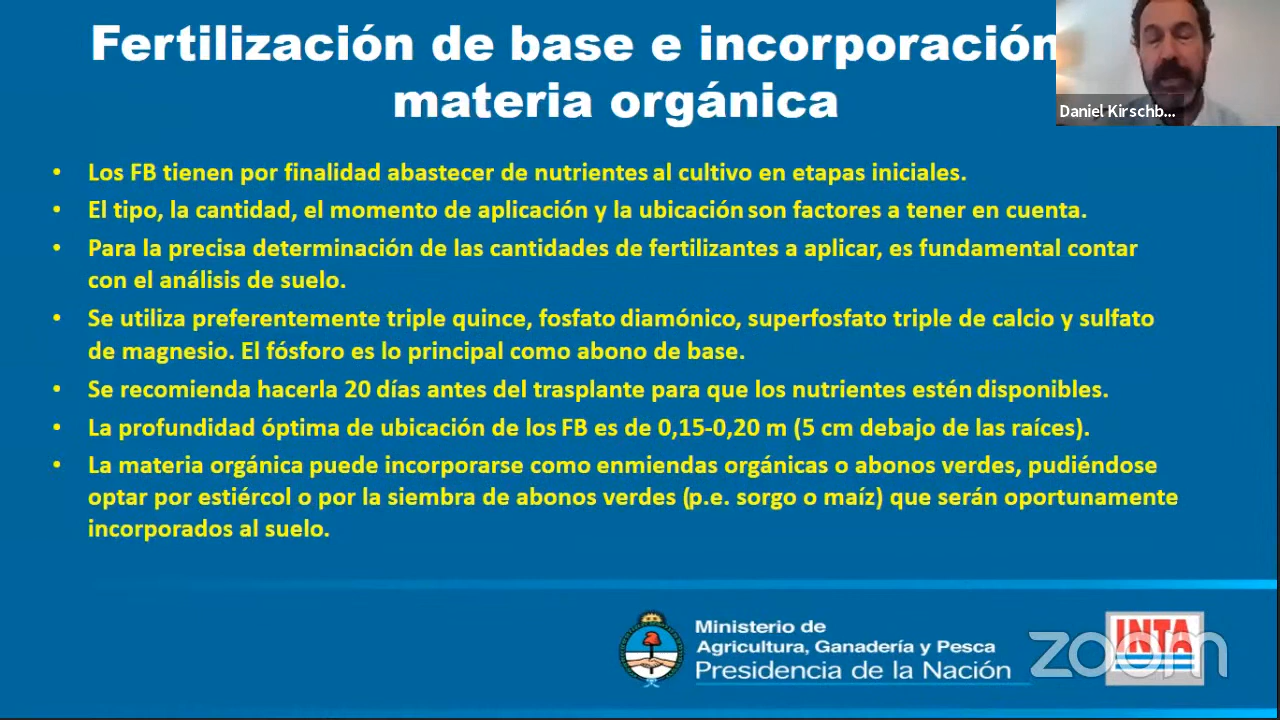 Fertilización de base e incorporación
materia orgánica
Daniel Kirschb...
• Los FB tienen por finalidad abastecer de nutrientes al cultivo en etapas iniciales.
• El tipo, la cantidad, el momento de aplicación y la ubicación son factores a tener en cuenta.
• Para la precisa determinación de las cantidades de fertilizantes a aplicar, es fundamental contar
con el análisis de suelo.
• Se utiliza preferentemente triple quince, fosfato diamónico, superfosfato triple de calcio y sulfato
de magnesio. El fósforo es lo principal como abono de base.
• Se recomienda hacerla 20 días antes del trasplante para que los nutrientes estén disponibles.
• La profundidad óptima de ubicación de los FB es de 0,15-0,20 m (5 cm debajo de las raíces).
• La materia orgánica puede incorporarse como enmiendas orgánicas o abonos verdes, pudiéndose
optar por estiércol o por la siembra de abonos verdes (p.e. sorgo o maíz) que serán oportunamente
incorporados al suelo.
Ministerio de
Agricultura, Ganadería y Pesca
Presidencia de la Nación
INTA
zoom